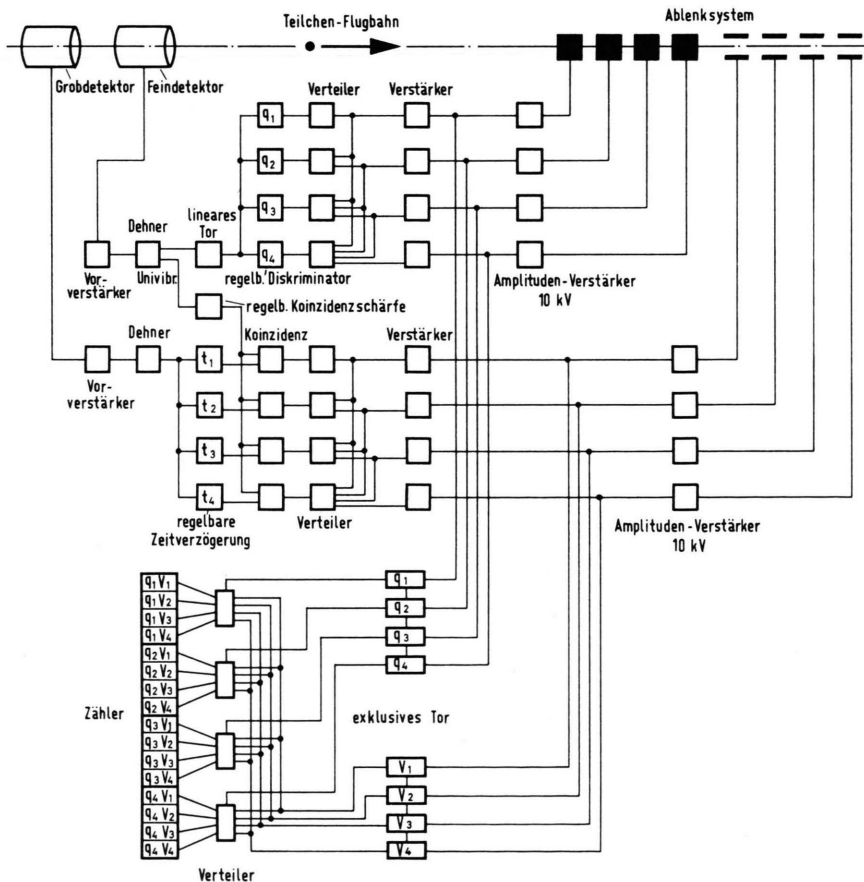 Teilchen-Flugbahn
Ablenksystem
Grobdetektor
Feindetektor
Verteiler
Verstärker
q1
q2
q3
q4
lineares
Tor
Dehner
Vor-
verstärker
Univibr.
regelb. Diskriminator
Amplituden-Verstärker
10 kV
regelb. Koinzidenzschärfe
Dehner
Koinzidenz
Verstärker
Vor-
verstärker
t1
t2
t3
t4
regelbare
Zeitverzögerung
Verteiler
Amplituden-Verstärker
10 kV
q1
q2
q3
q4
q1V1
q1V2
q1V3
q1V4
q2V1
q2V2
q2V3
q2V4
q3V1
q3V2
q3V3
q3V4
q4V1
q4V2
q4V3
q4V4
Zähler
exklusives Tor
V1
V2
V3
V4
Verteiler